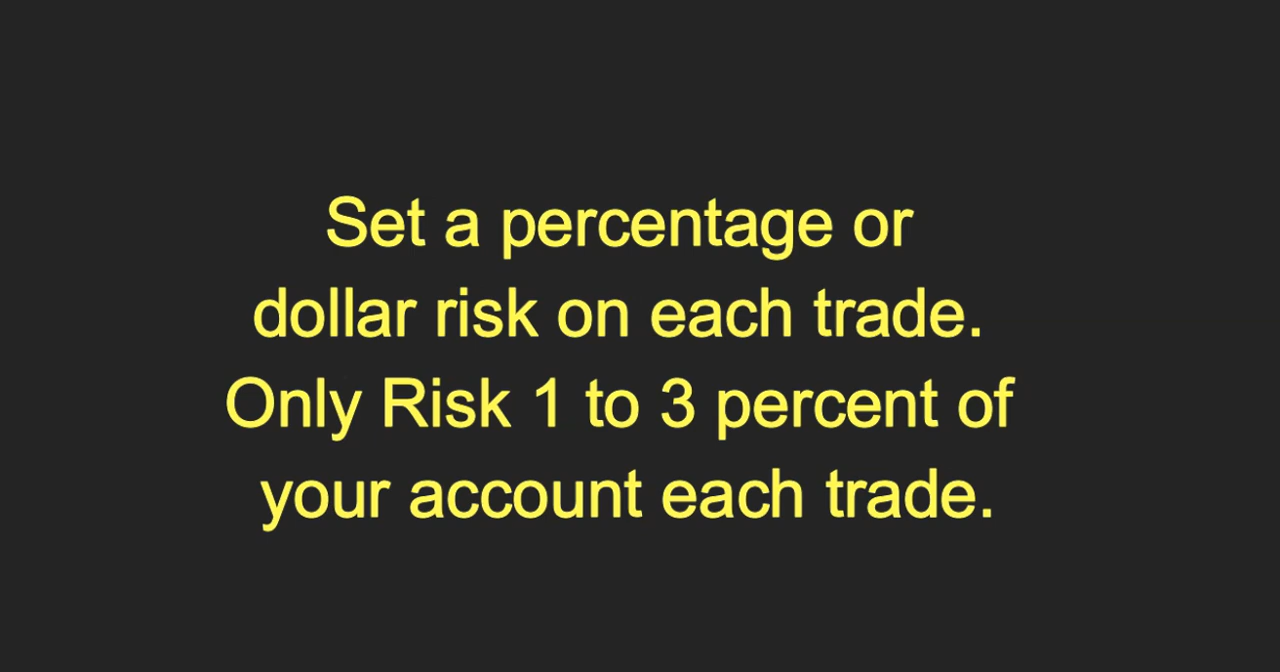 Set a percentage or
dollar risk on each trade.
Only Risk 1 to 3 percent of
your account each trade.